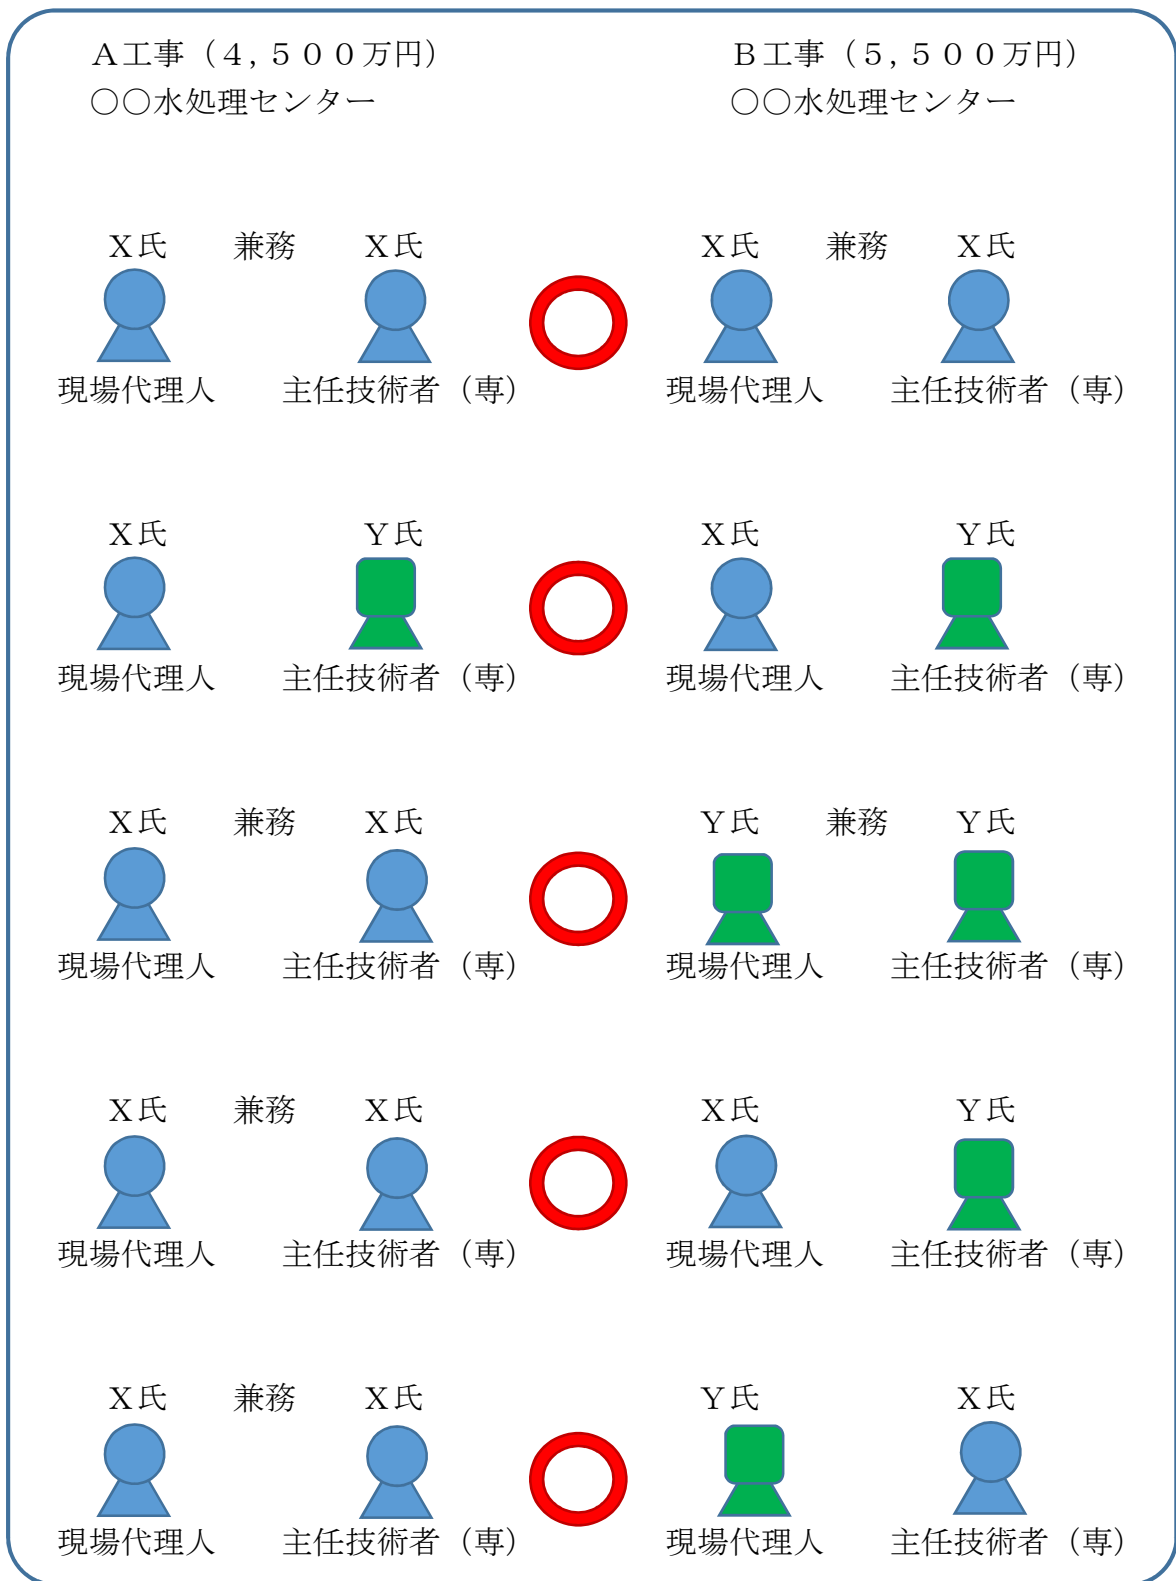 A工事（４,５００万円） B工事（５,５００万円）
〇〇水処理センター 〇〇水処理センター
X氏 兼務 X氏 X氏 兼務 X氏
現場代理人 主任技術者（専） 現場代理人 主任技術者（専）
X氏 Y氏 X氏 Y氏
現場代理人 主任技術者（専） 現場代理人 主任技術者（専）
X氏 兼務 X氏 Y氏 兼務 Y氏
現場代理人 主任技術者（専） 現場代理人 主任技術者（専）
X氏 兼務 X氏 X氏 Y氏
現場代理人 主任技術者（専） 現場代理人 主任技術者（専）
X氏 兼務 X氏 Y氏 X氏
現場代理人 主任技術者（専） 現場代理人 主任技術者（専）